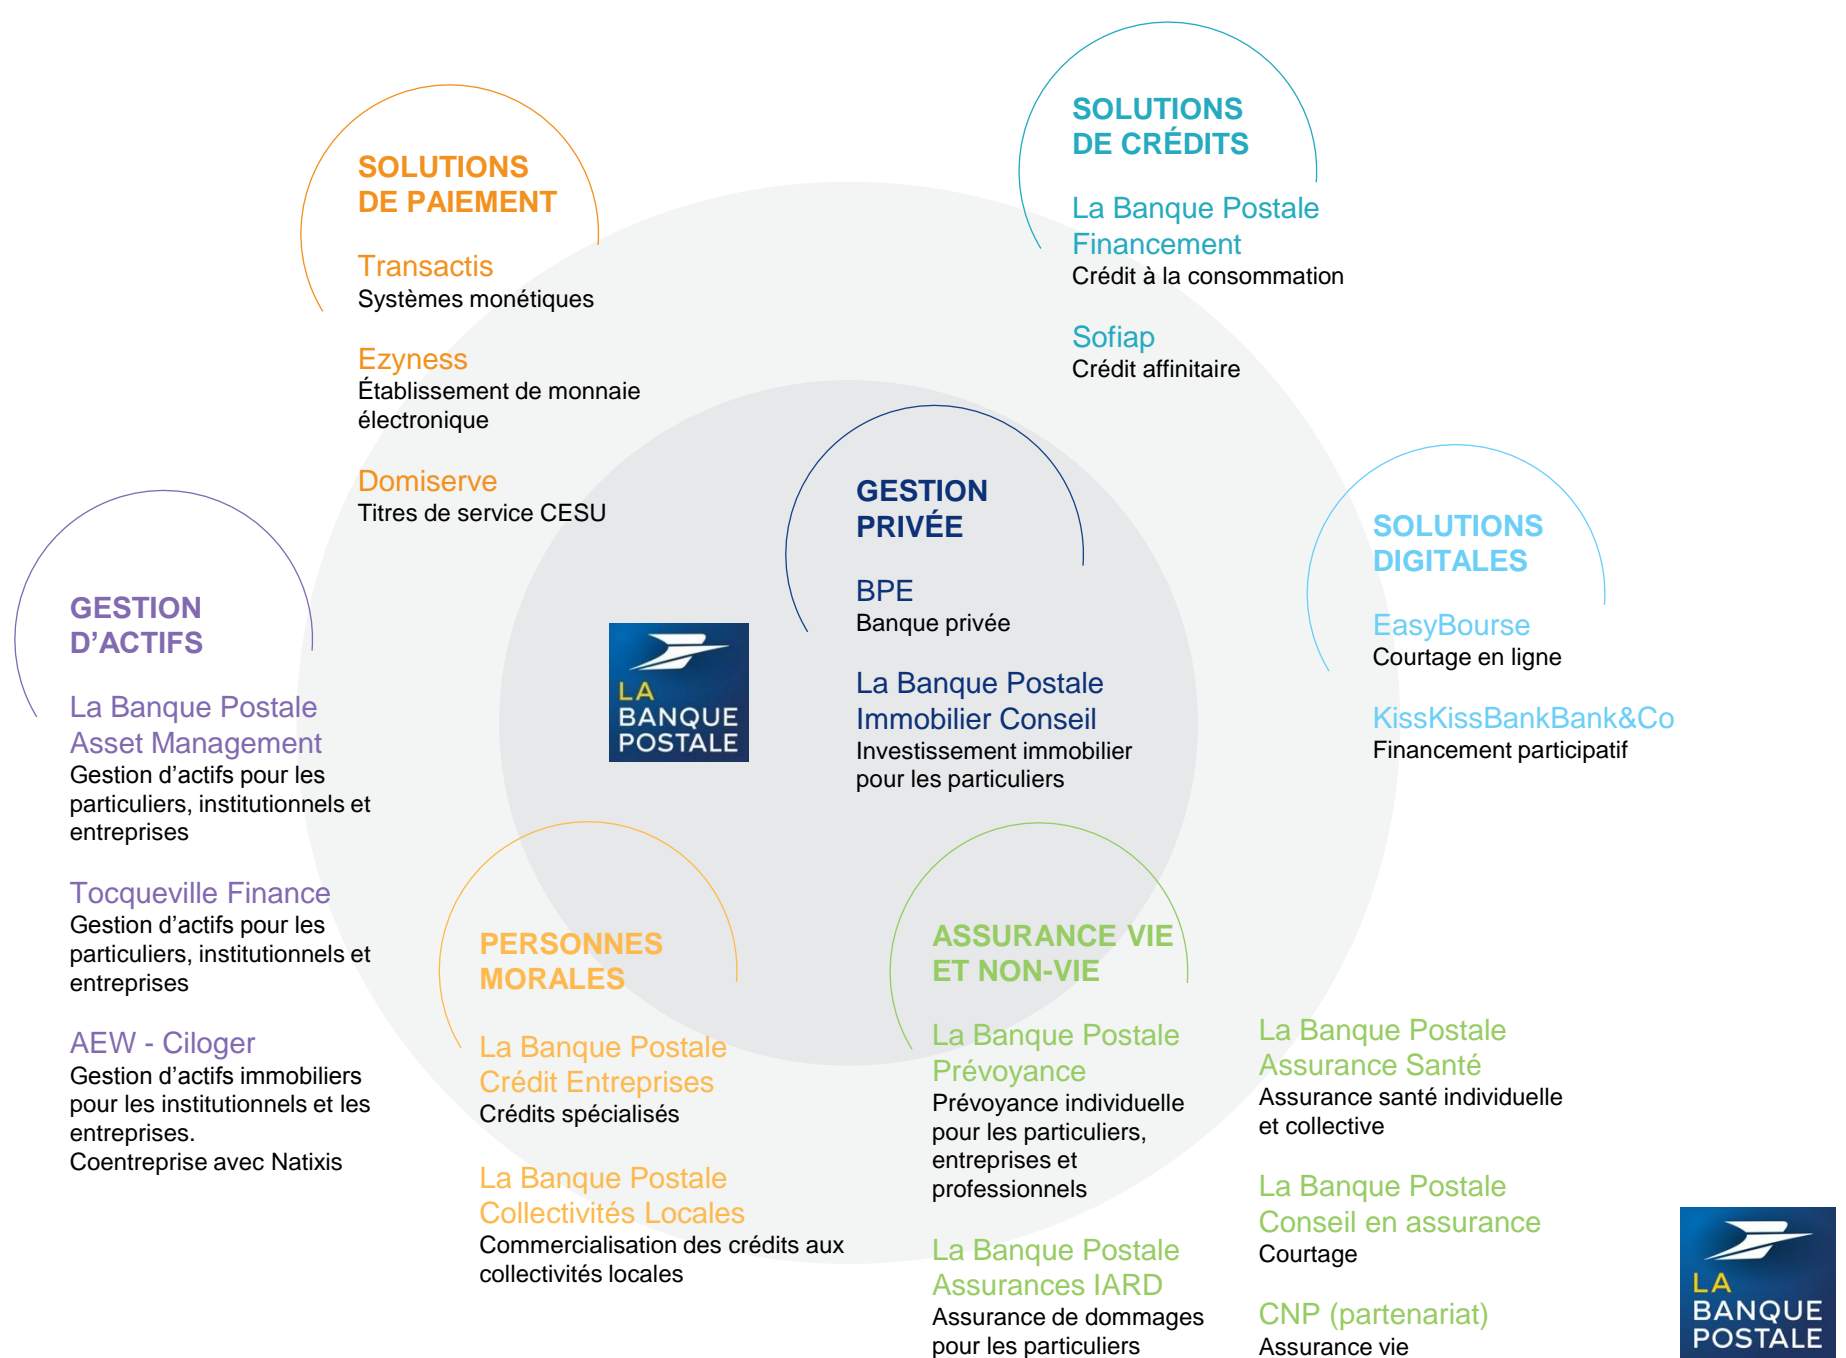 SOLUTIONS
DE PAIEMENT
Transactis
Systèmes monétiques
Ezyness
Établissement de monnaie
électronique
Domiserve
Titres de service CESU
SOLUTIONS
DE CRÉDITS
La Banque Postale
Financement
Crédit à la consommation
Sofiap
Crédit affinitaire
GESTION
PRIVÉE
BPE
Banque privée
La Banque Postale
Immobilier Conseil
Investissement immobilier
pour les particuliers
SOLUTIONS
DIGITALES
EasyBourse
Courtage en ligne
KissKissBankBank&Co
Financement participatif
GESTION
D’ACTIFS
La Banque Postale
Asset Management
Gestion d’actifs pour les
particuliers, institutionnels et
entreprises
Tocqueville Finance
Gestion d’actifs pour les
particuliers, institutionnels et
entreprises
AEW - Ciloger
Gestion d’actifs immobiliers
pour les institutionnels et les
entreprises.
Coentreprise avec Natixis
LA
BANQUE
POSTALE
PERSONNES
MORALES
La Banque Postale
Crédit Entreprises
Crédits spécialisés
La Banque Postale
Collectivités Locales
Commercialisation des crédits aux
collectivités locales
ASSURANCE VIE
ET NON-VIE
La Banque Postale
Prévoyance
Prévoyance individuelle
pour les particuliers,
entreprises et
professionnels
La Banque Postale
Assurances IARD
Assurance de dommages
pour les particuliers
La Banque Postale
Assurance Santé
Assurance santé individuelle
et collective
La Banque Postale
Conseil en assurance
Courtage
CNP (partenariat)
Assurance vie
LA
BANQUE
POSTALE